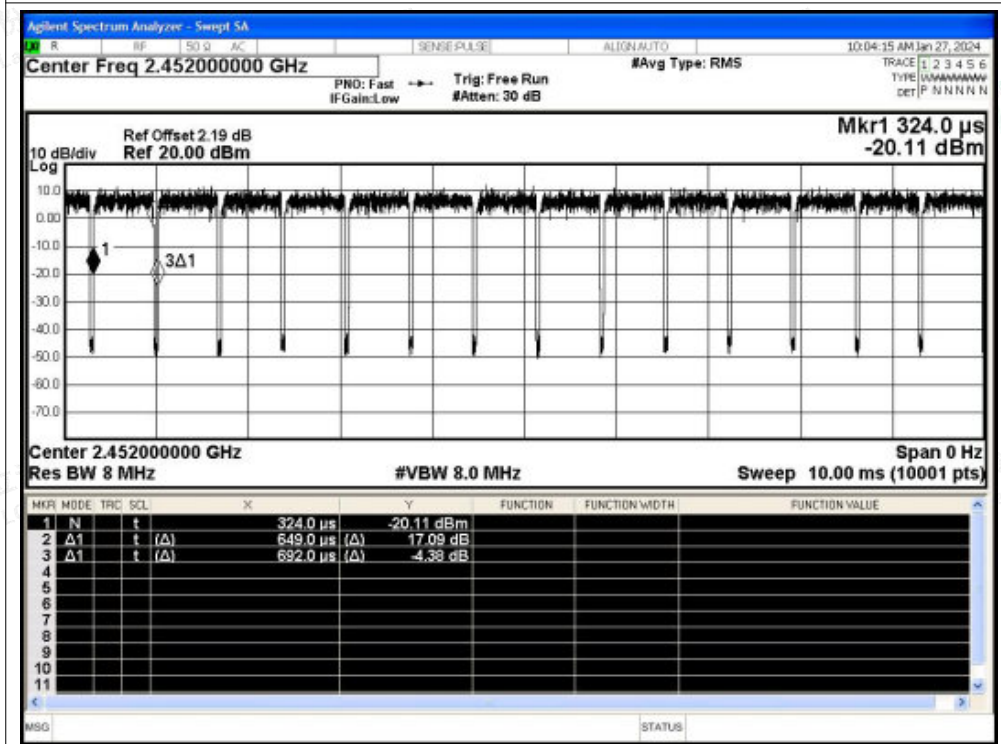 Agilent Spectrum Analyzer - Swept SA
R RF 50 Ω AC SENSE:PULSE ALIGNAUTO 10:04:15 AM Jan 27, 2024
Center Freq 2.452000000 GHz #Avg Type: RMS TRACE 1 2 3 4 5 6
PNO: Fast Trig: Free Run TYPE
IFGain:Low #Atten: 30 dB DET P N N N N N
Mkr1 324.0 µs
Ref Offset 2.19 dB
10 dB/div Ref 20.00 dBm -20.11 dBm
Log
10.0
0.00
-10.0
1
3Δ1
-20.0
-30.0
-40.0
-50.0
-60.0
-70.0
Center 2.452000000 GHz Span 0 Hz
Res BW 8 MHz #VBW 8.0 MHz Sweep 10.00 ms (10001 pts)
MKR MODE TRC SCL X Y FUNCTION FUNCTION WIDTH FUNCTION VALUE
1 N t 324.0 µs -20.11 dBm
2 Δ1 t (Δ) 649.0 µs (Δ) 17.09 dB
3 Δ1 t (Δ) 692.0 µs (Δ) -4.38 dB
4
5
6
7
8
9
10
11
MSG STATUS